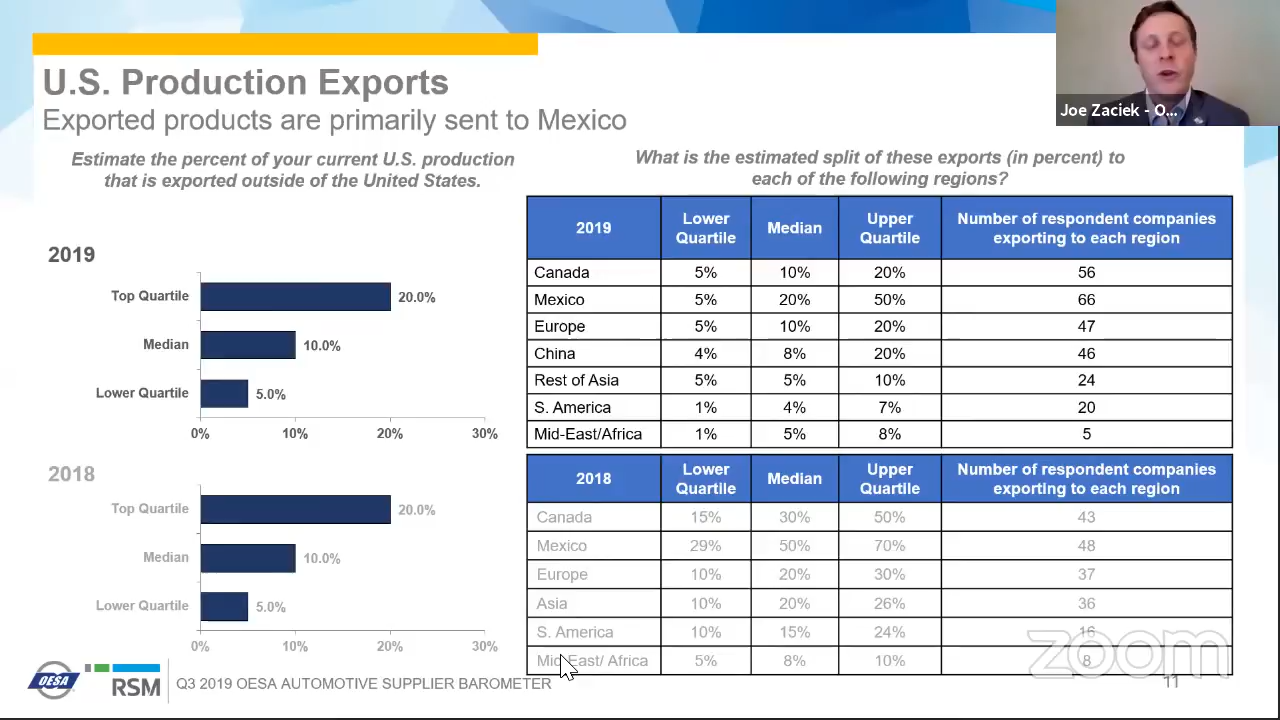 Joe Zaciek - O...
U.S. Production Exports
Exported products are primarily sent to Mexico
Estimate the percent of your current U.S. production
that is exported outside of the United States.
2019
Top Quartile 20.0%
Median 10.0%
Lower Quartile 5.0%
0% 10% 20% 30%
2018
Top Quartile 20.0%
Median 10.0%
Lower Quartile 5.0%
0% 10% 20% 30%
What is the estimated split of these exports (in percent) to
each of the following regions?
2019 Lower Quartile Median Upper Quartile Number of respondent companies exporting to each region
Canada 5% 10% 20% 56
Mexico 5% 20% 50% 66
Europe 5% 10% 20% 47
China 4% 8% 20% 46
Rest of Asia 5% 5% 10% 24
S. America 1% 4% 7% 20
Mid-East/Africa 1% 5% 8% 5
2018 Lower Quartile Median Upper Quartile Number of respondent companies exporting to each region
Canada 15% 30% 50% 43
Mexico 29% 50% 70% 48
Europe 10% 20% 30% 37
Asia 10% 20% 26% 36
S. America 10% 15% 24% 16
Mid-East/ Africa 5% 8% 10% 8
zoom
OESA
RSM
Q3 2019 OESA AUTOMOTIVE SUPPLIER BAROMETER
11